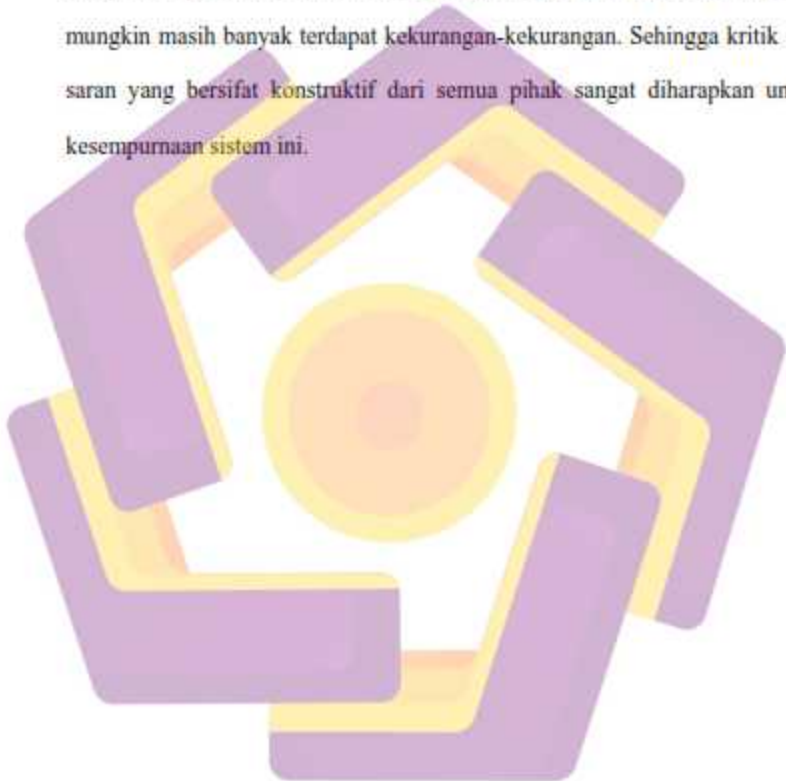 mungkin masih banyak terdapat kekurangan-kekurangan. Sehingga kritik
saran yang bersifat konstruktif dari semua pihak sangat diharapkan un
kesempurnaan sistem ini.